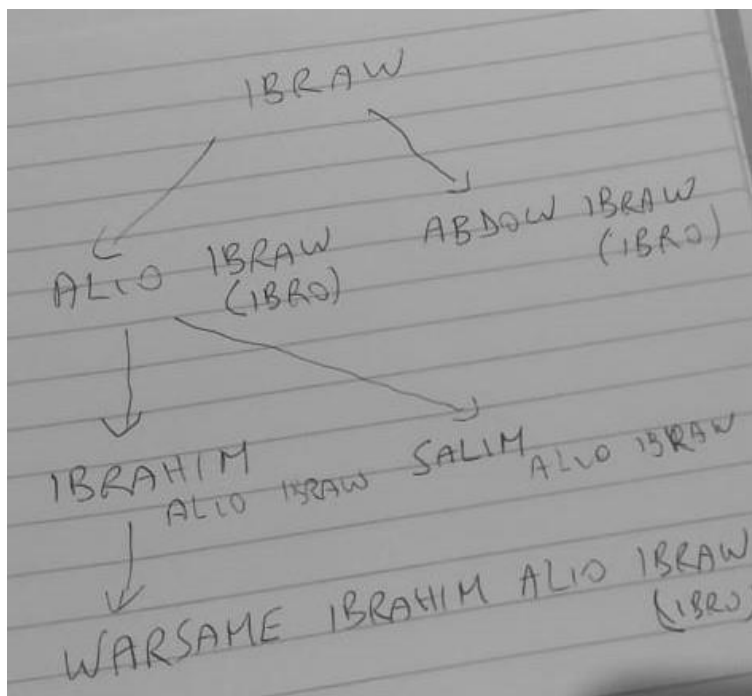 IBRAW
ALIO IBRAW
(IBRO)
ABDOW IBRAW
(IBRO)
IBRAHIM
ALIO IBRAW
SALIM
ALIO IBRAW
WARSAME IBRAHIM ALIO IBRAW
(IBRO)